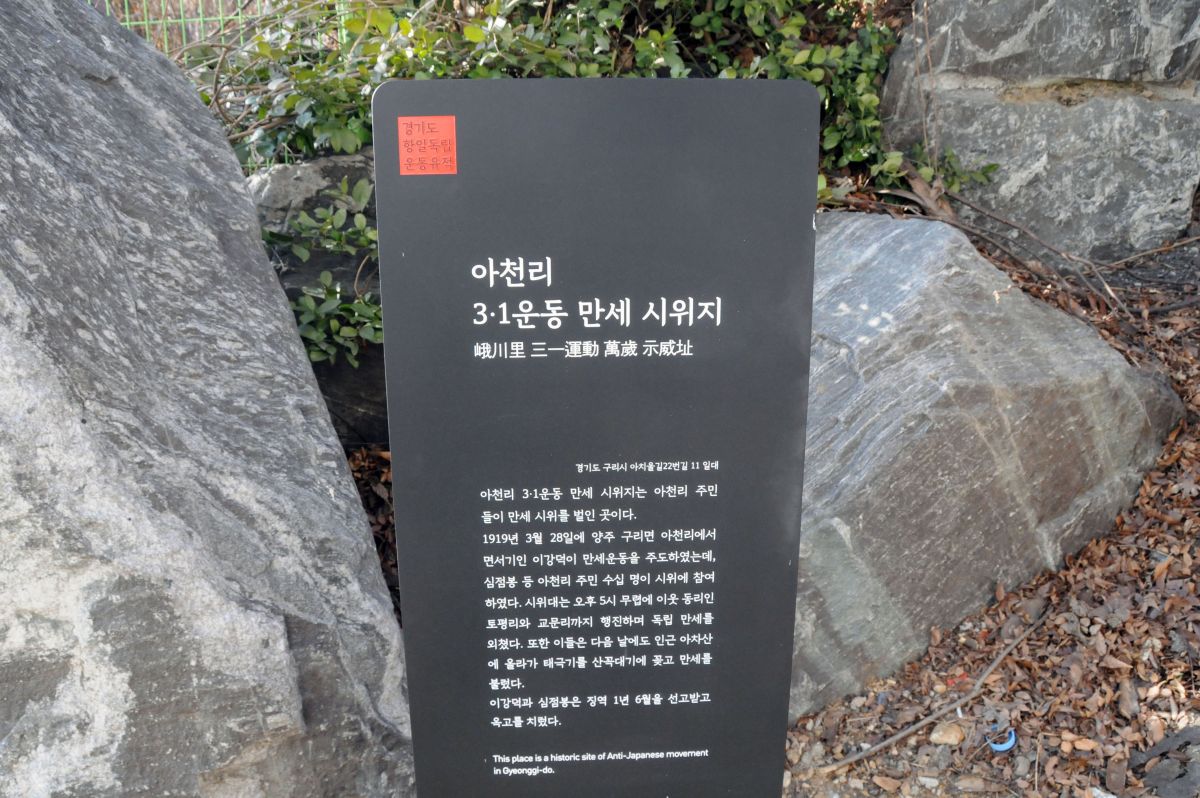 경기도
항일독립
운동유적
아천리
3·1운동 만세 시위지
峨川里 三一運動 萬歲 示威址
경기도 구리시 아치울길22번길 11 일대
아천리 3·1운동 만세 시위지는 아천리 주민
들이 만세 시위를 벌인 곳이다.
1919년 3월 28일에 양주 구리면 아천리에서
면서기인 이강덕이 만세운동을 주도하였는데,
심점봉 등 아천리 주민 수십 명이 시위에 참여
하였다. 시위대는 오후 5시 무렵에 이웃 동리인
토평리와 교문리까지 행진하며 독립 만세를
외쳤다. 또한 이들은 다음 날에도 인근 아차산
에 올라가 태극기를 산꼭대기에 꽂고 만세를
불렀다.
이강덕과 심점봉은 징역 1년 6월을 선고받고
옥고를 치렀다.
This place is a historic site of Anti-Japanese movement
in Gyeonggi-do.